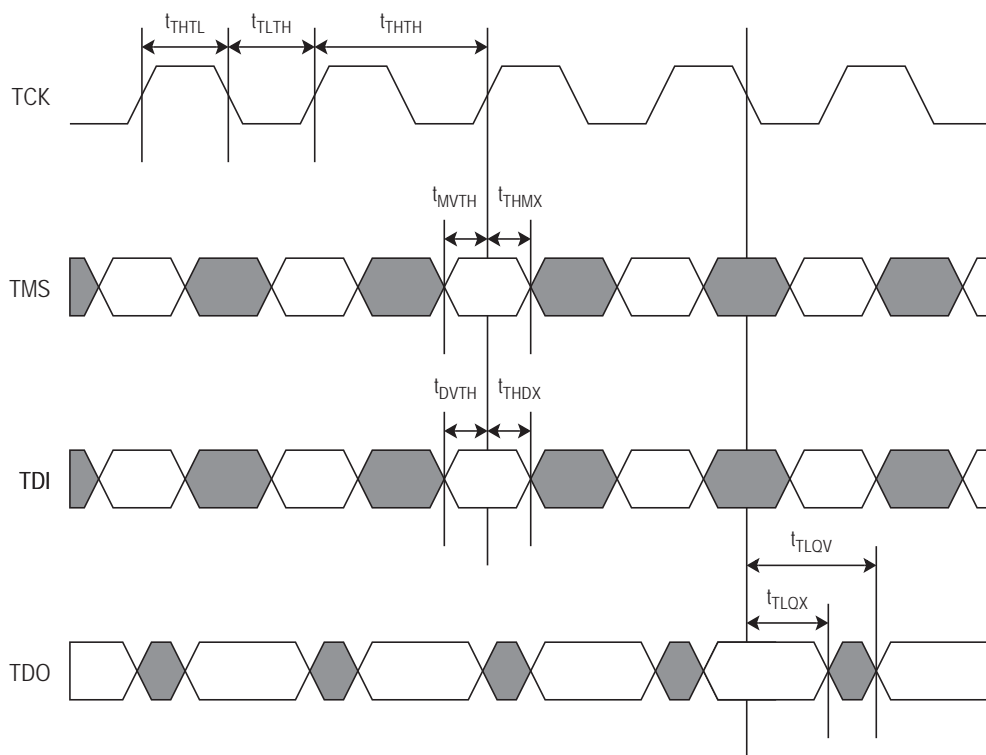 tTHTL tTLTH tTHTH
TCK
tMVTH tTHMX
TMS
tDVTH tTHDX
TDI
tTLQV
tTLQX
TDO